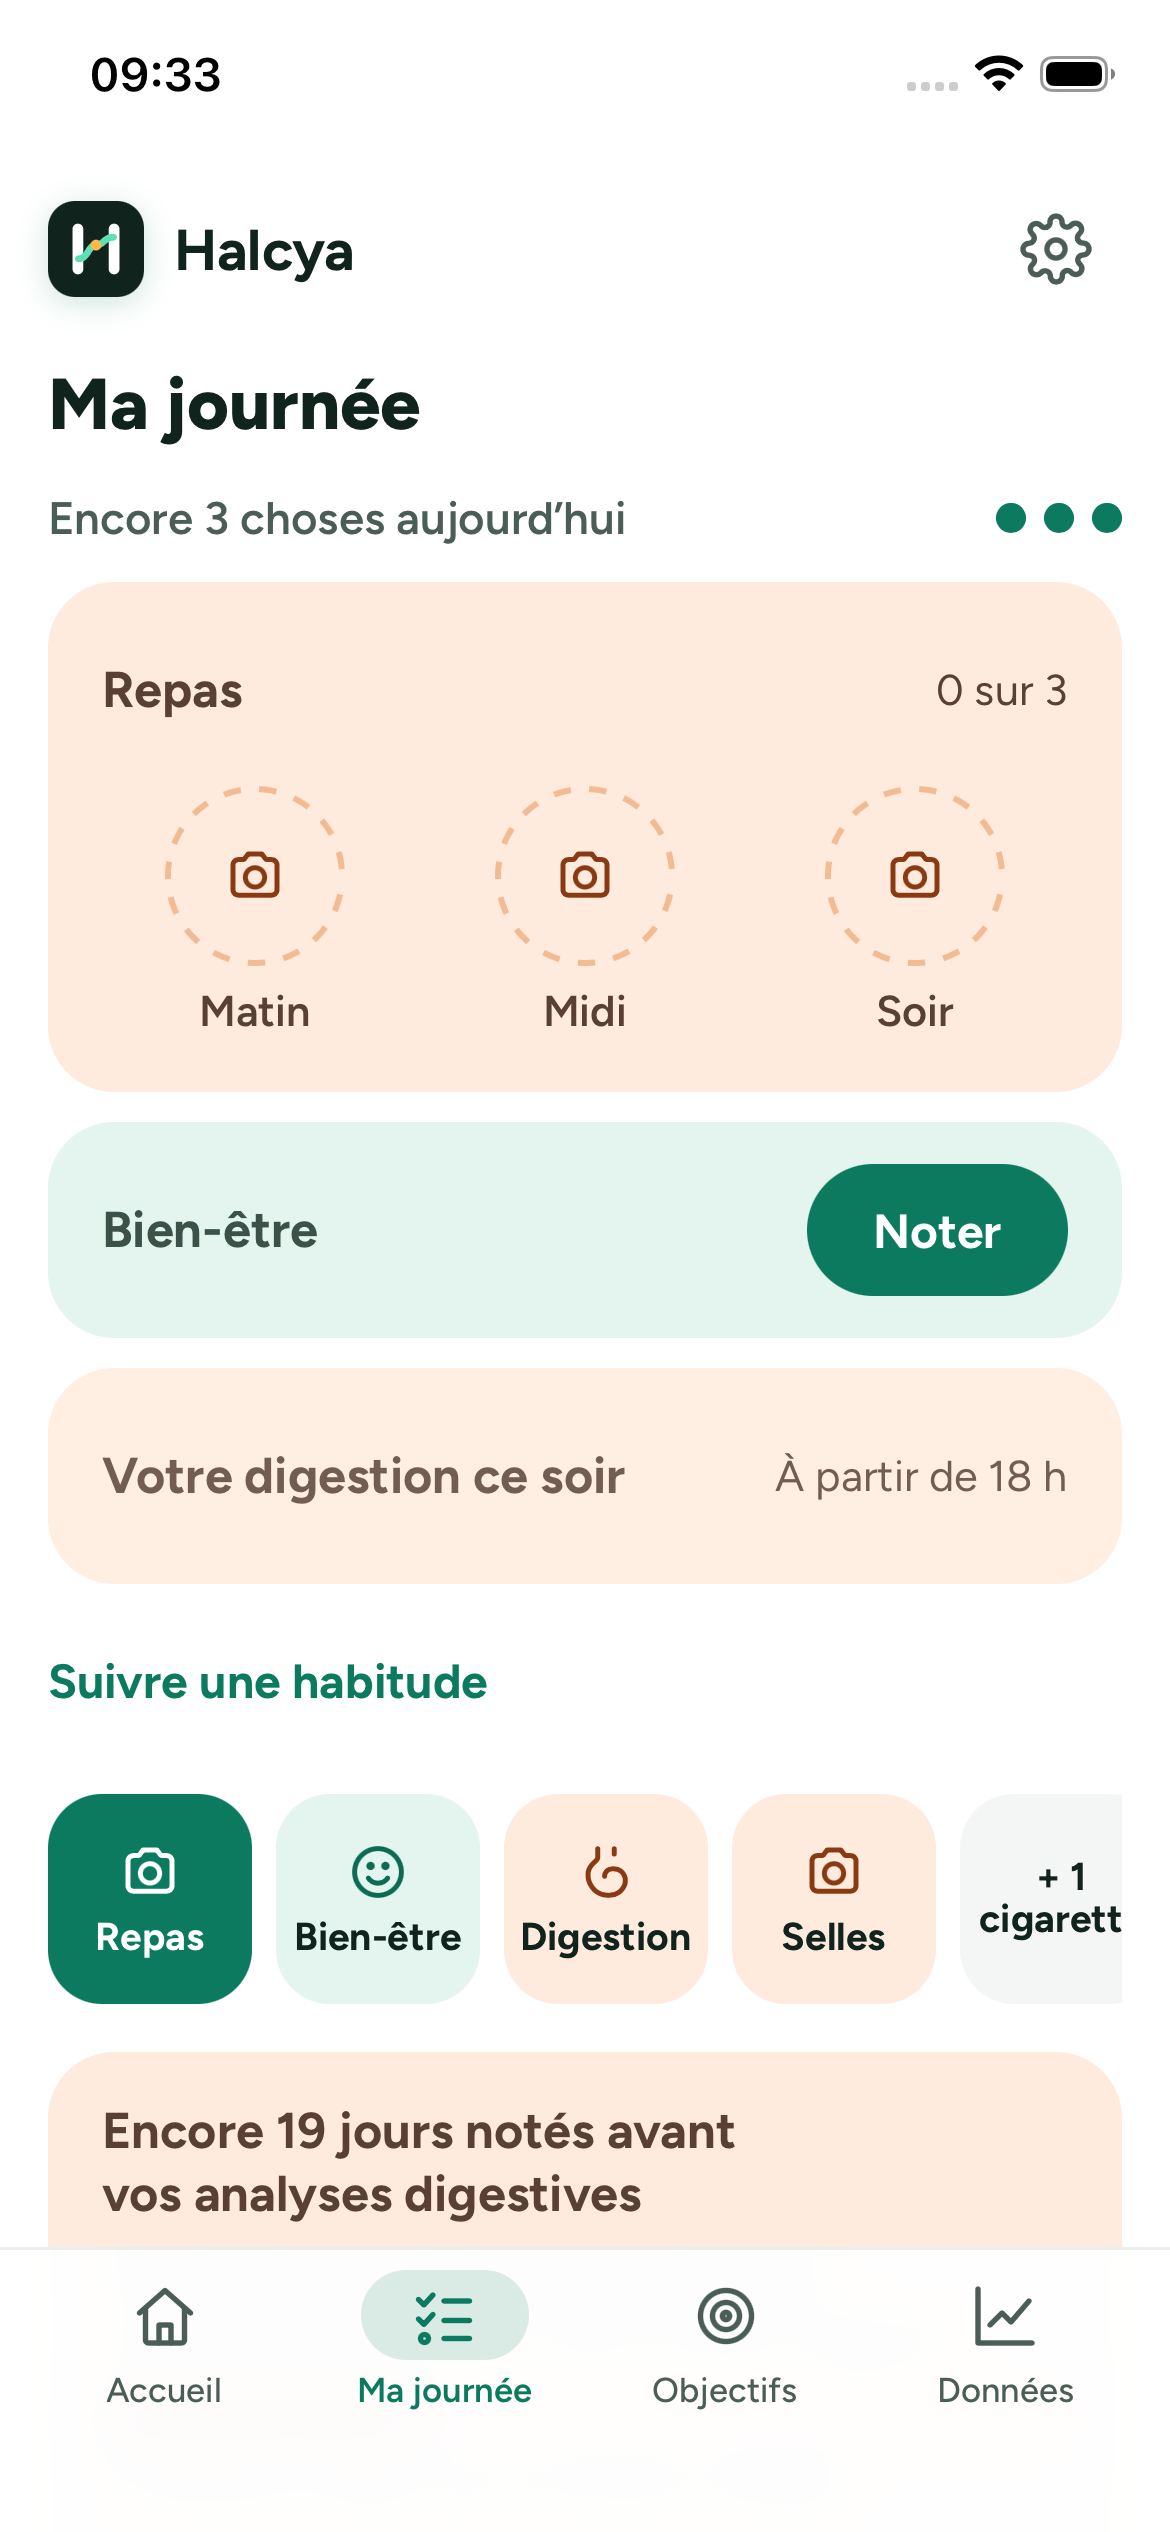 09:33
Halcya
Ma journée
Encore 3 choses aujourd’hui
Repas
0 sur 3
Matin
Midi
Soir
Bien-être
Noter
Votre digestion ce soir
À partir de 18 h
Suivre une habitude
Repas
Bien-être
Digestion
Selles
+ 1
cigarett
Encore 19 jours notés avant
vos analyses digestives
Accueil
Ma journée
Objectifs
Données